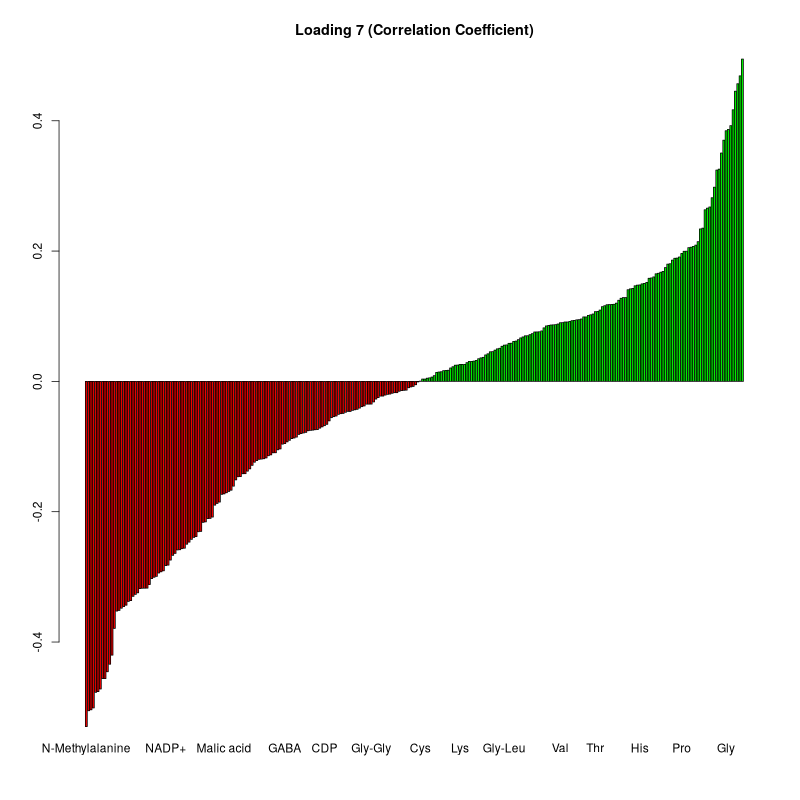 Loading 7 (Correlation Coefficient)
0.4
0.2
0.0
-0.2
-0.4
N-Methylalanine NADP+ Malic acid GABA CDP Gly-Gly Cys Lys Gly-Leu Val Thr His Pro Gly